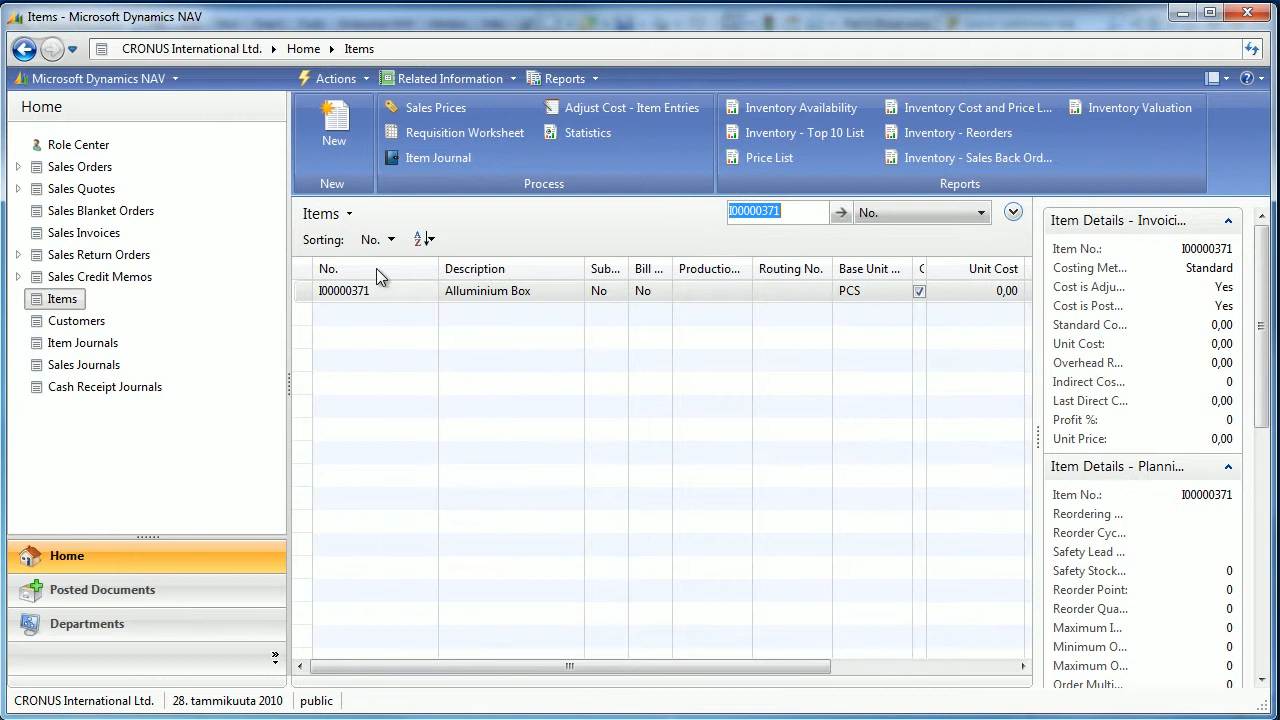 Items - Microsoft Dynamics NAV
CRONUS International Ltd. Home Items
Microsoft Dynamics NAV
Actions Related Information Reports
Home
Role Center
Sales Orders
Sales Quotes
Sales Blanket Orders
Sales Invoices
Sales Return Orders
Sales Credit Memos
Items
Customers
Item Journals
Sales Journals
Cash Receipt Journals
Home
Posted Documents
Departments
New
New
Sales Prices
Requisition Worksheet
Item Journal
Adjust Cost - Item Entries
Statistics
Process
Inventory Availability
Inventory - Top 10 List
Price List
Inventory Cost and Price L...
Inventory - Reorders
Inventory - Sales Back Ord...
Inventory Valuation
Reports
Items
I00000371 No.
Sorting: No.
No. Description Sub... Bill ... Productio... Routing No. Base Unit ... C Unit Cost
I00000371 Alluminium Box No No PCS 0,00
Item Details - Invoici...
Item No.: I00000371
Costing Met... Standard
Cost is Adju... Yes
Cost is Post... Yes
Standard Co... 0,00
Unit Cost: 0,00
Overhead R... 0,00
Indirect Cos... 0
Last Direct C... 0,00
Profit %: 0
Unit Price: 0,00
Item Details - Planni...
Item No.: I00000371
Reordering ...
Reorder Cyc...
Safety Lead ...
Safety Stock... 0
Reorder Point: 0
Reorder Qua... 0
Maximum I... 0
Minimum O... 0
Maximum O... 0
Order Multi... 0
CRONUS International Ltd. 28. tammikuuta 2010 public